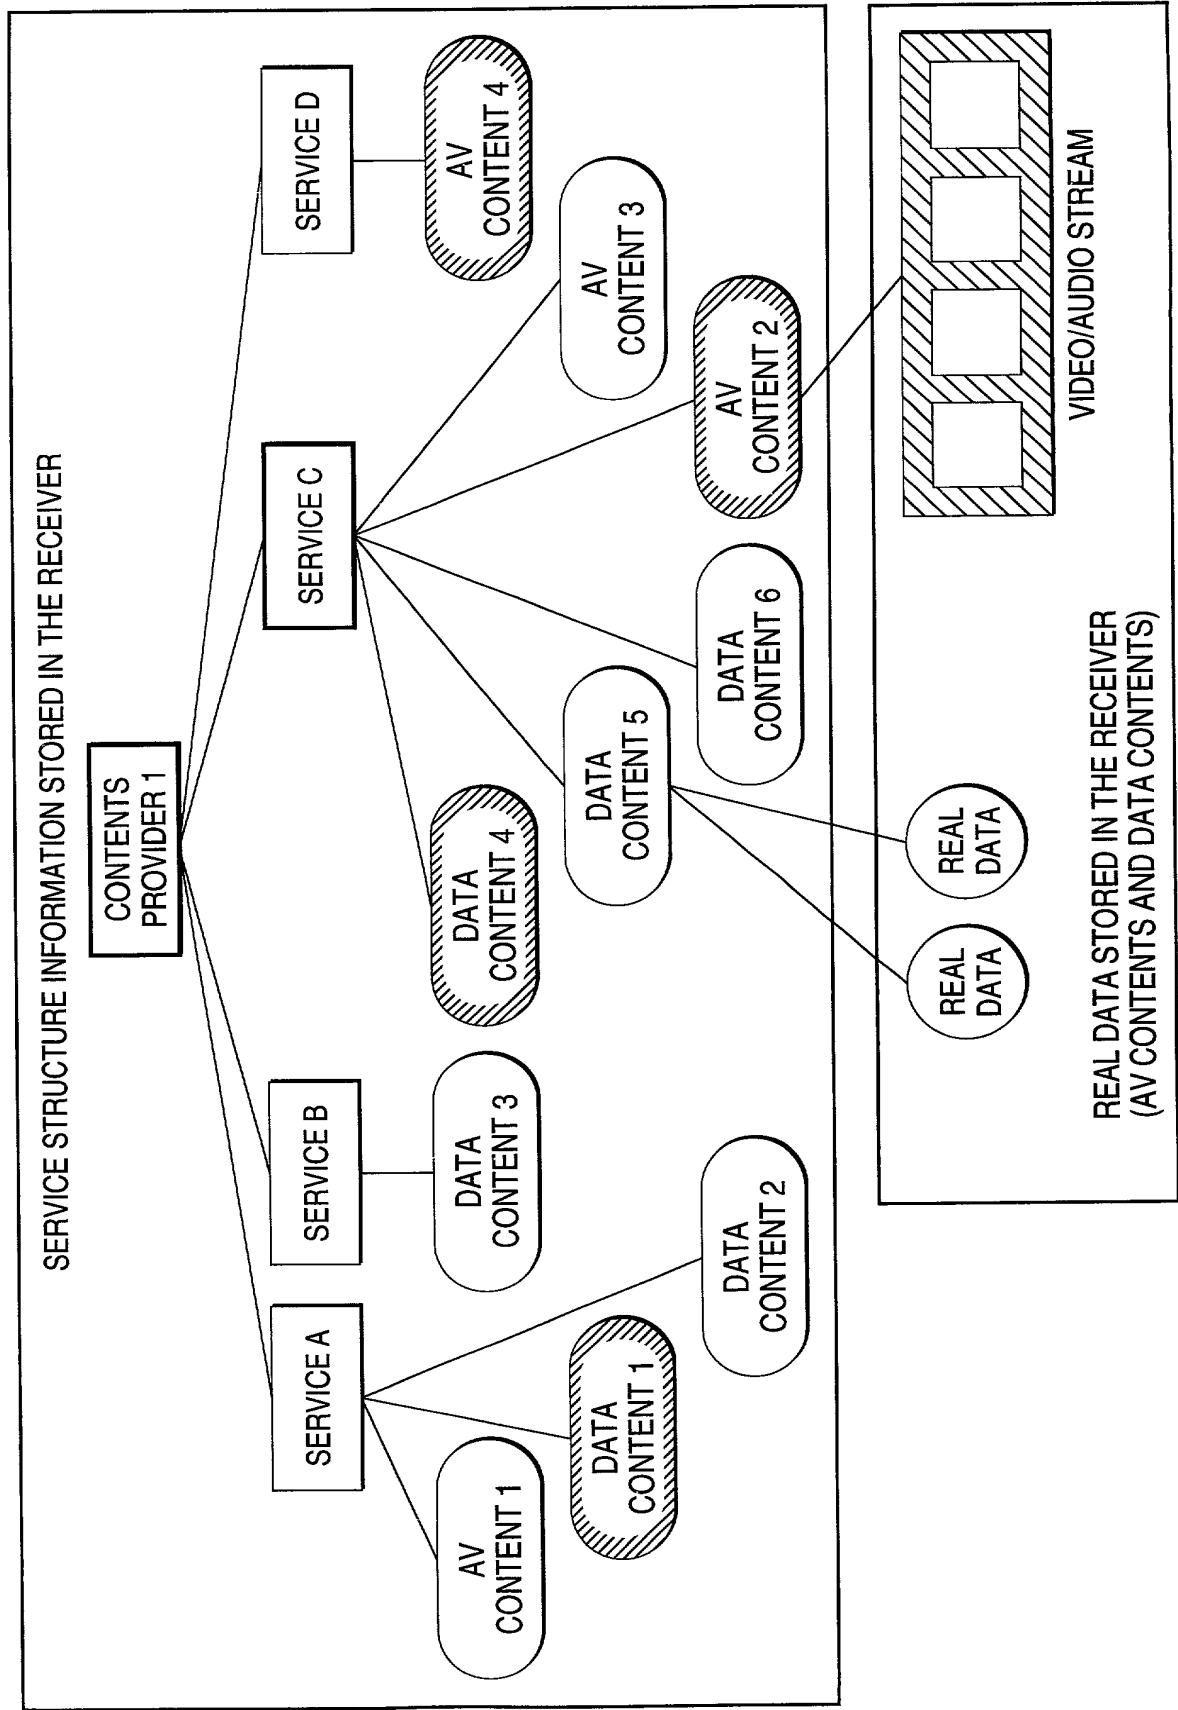 SERVICE STRUCTURE INFORMATION STORED IN THE RECEIVER
CONTENTS
PROVIDER 1
SERVICE A
SERVICE B
SERVICE C
SERVICE D
AV
CONTENT 1
DATA
CONTENT 1
DATA
CONTENT 2
DATA
CONTENT 3
DATA
CONTENT 4
DATA
CONTENT 5
DATA
CONTENT 6
AV
CONTENT 2
AV
CONTENT 3
AV
CONTENT 4
REAL
DATA
REAL
DATA
VIDEO/AUDIO STREAM
REAL DATA STORED IN THE RECEIVER
(AV CONTENTS AND DATA CONTENTS)